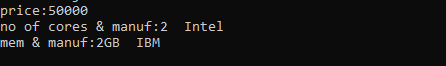 price:50000
no of cores & manuf:2  Intel
mem & manuf:2GB  IBM